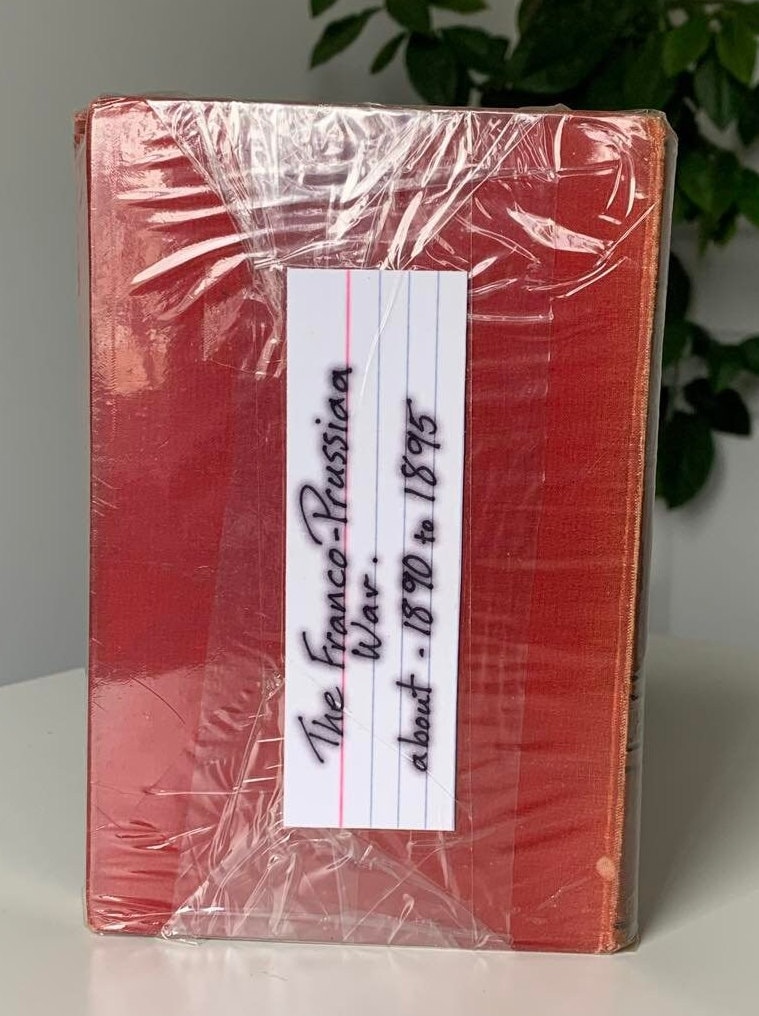 The Franco-Prussian
War.
about - 1890 to 1895